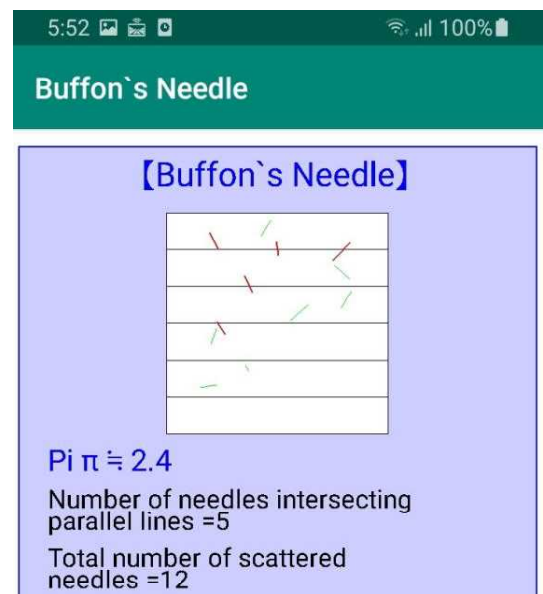 5:52 100%
Buffon`s Needle
【Buffon`s Needle】
Pi π ≒ 2.4
Number of needles intersecting
parallel lines =5
Total number of scattered
needles =12